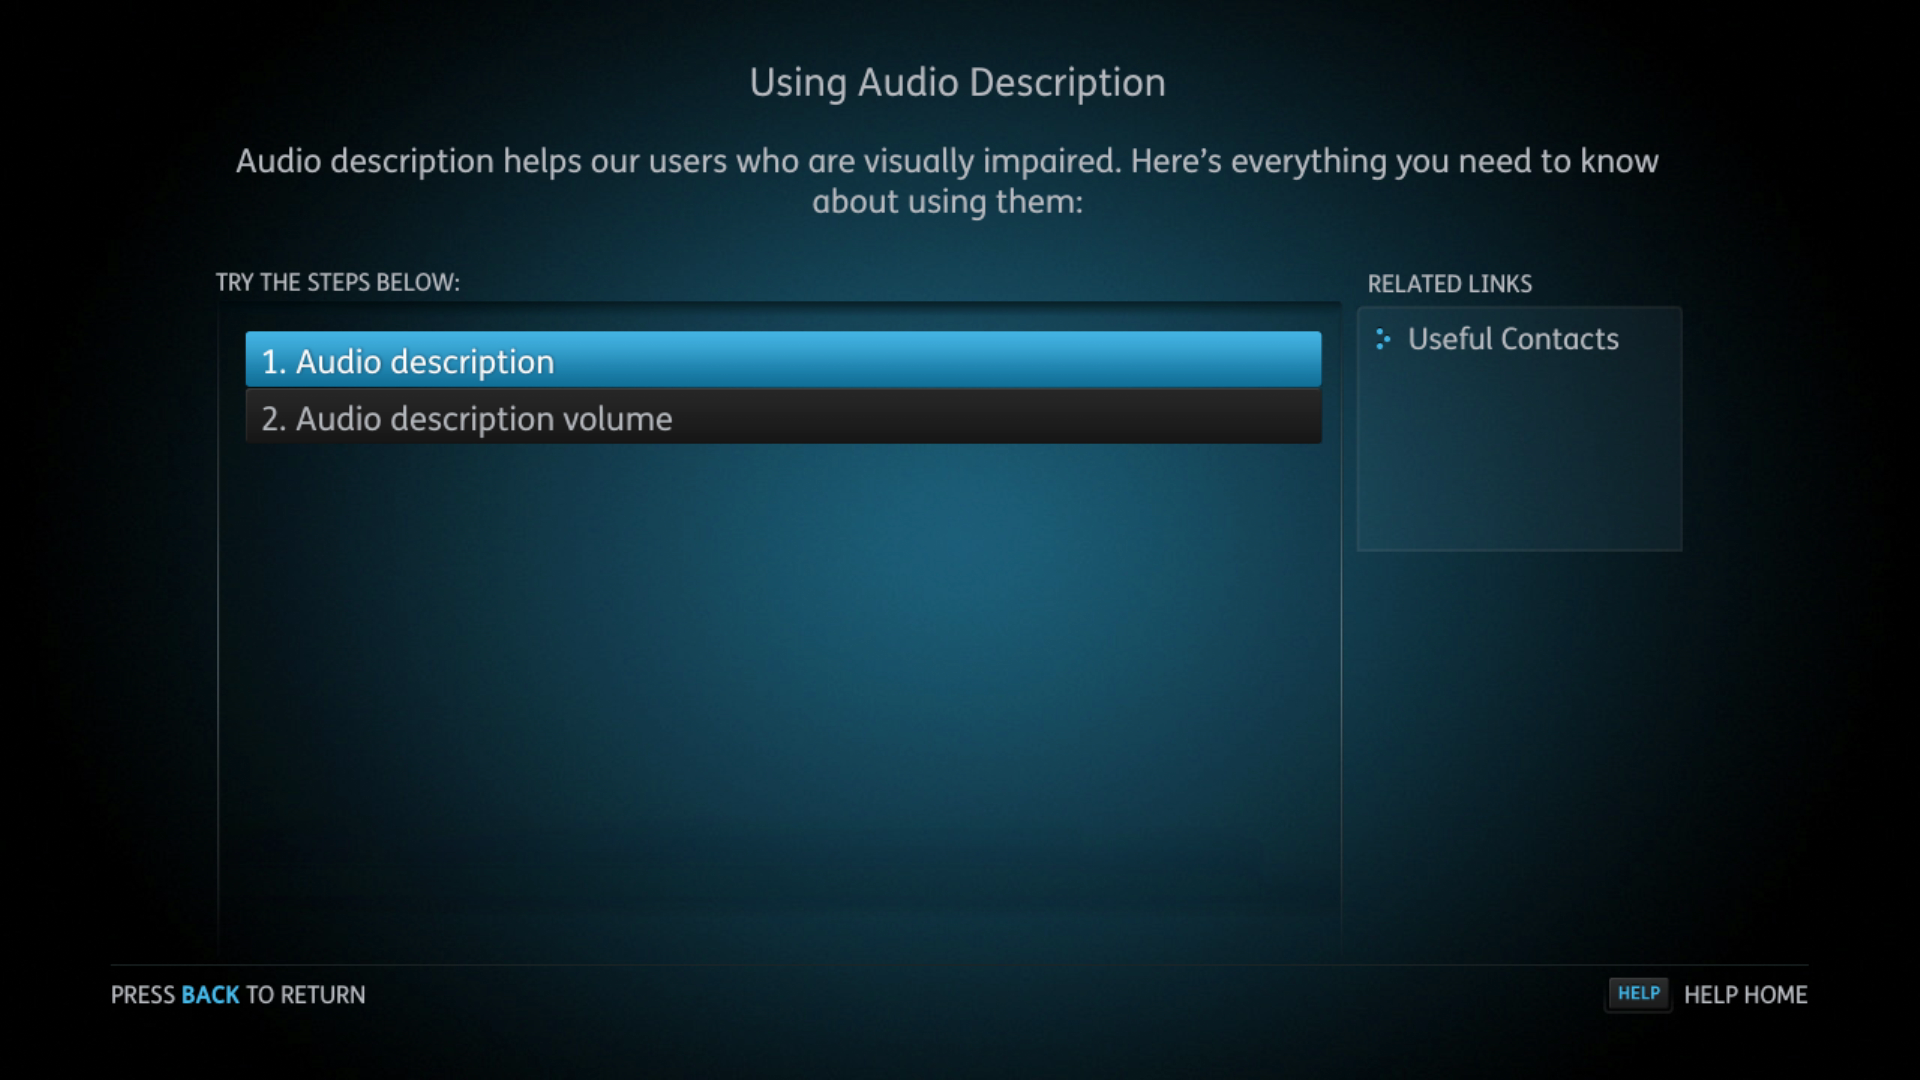 Using Audio Description
Audio description helps our users who are visually impaired. Here’s everything you need to know
about using them:
TRY THE STEPS BELOW:
1. Audio description
2. Audio description volume
RELATED LINKS
Useful Contacts
PRESS BACK TO RETURN
HELP HELP HOME